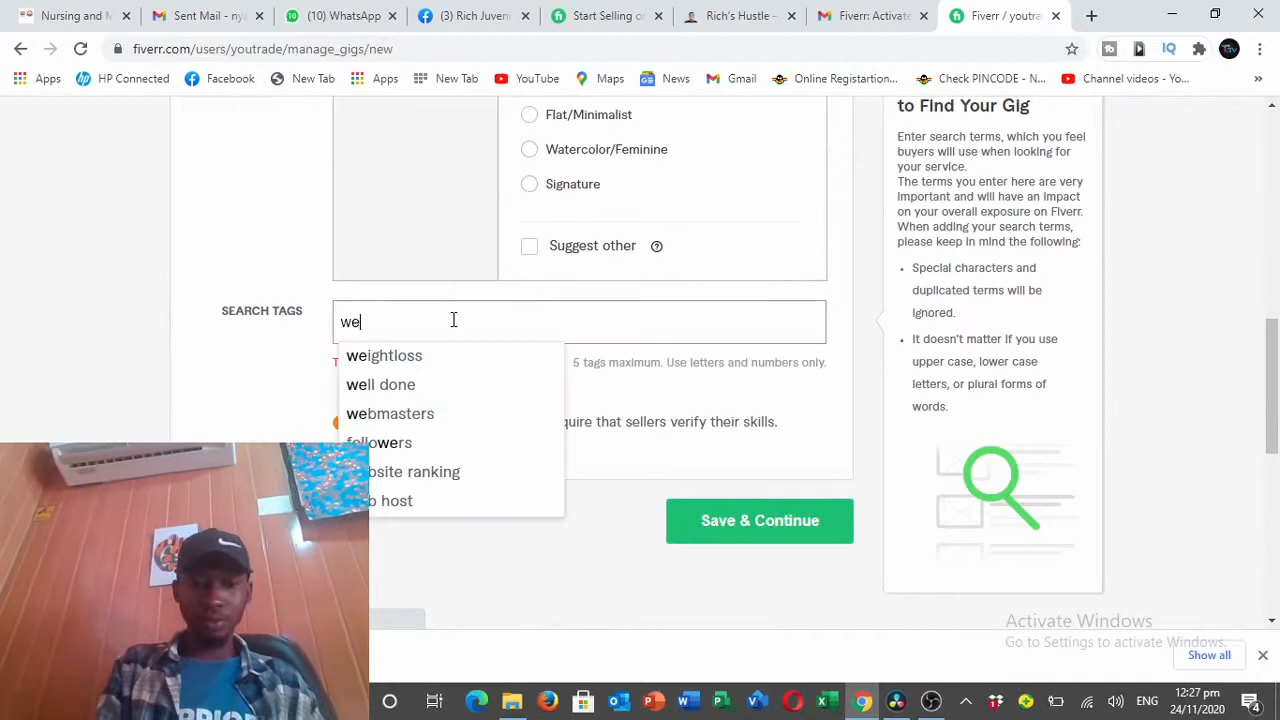 Nursing and M
Sent Mail - nya
(10) WhatsApp
(3) Rich Juven
Start Selling o
Rich's Hustle –
Fiverr: Activate
Fiverr / youtra
fiverr.com/users/youtrade/manage_gigs/new
Apps
HP Connected
Facebook
New Tab
Apps
New Tab
YouTube
Maps
News
Gmail
Online Registartion...
Check PINCODE - N...
Channel videos - Yo...
»
to Find Your Gig
Enter search terms, which you feel
buyers will use when looking for
your service.
The terms you enter here are very
important and will have an impact
on your overall exposure on Fiverr.
When adding your search terms,
please keep in mind the following:
• Special characters and
duplicated terms will be
ignored.
• It doesn't matter if you use
upper case, lower case
letters, or plural forms of
words.
Flat/Minimalist
Watercolor/Feminine
Signature
Suggest other
SEARCH TAGS
we
weightloss
well done
webmasters
followers
bsite ranking
b host
5 tags maximum. Use letters and numbers only.
quire that sellers verify their skills.
Save & Continue
Activate Windows
Go to Settings to activate Windows.
Show all
ENG
12:27 pm
24/11/2020
4